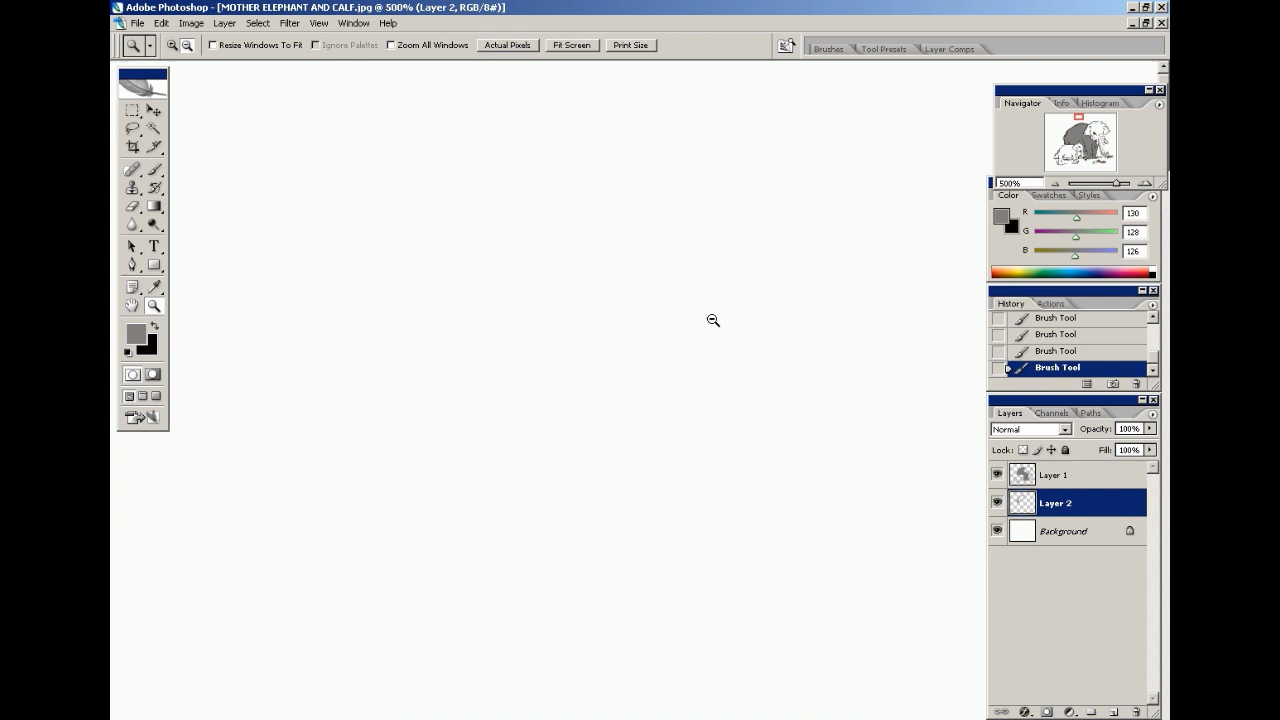 Adobe Photoshop - [MOTHER ELEPHANT AND CALF.jpg @ 500% (Layer 2, RGB/8#)]
File Edit Image Layer Select Filter View Window Help
Resize Windows To Fit Ignore Palettes Zoom All Windows Actual Pixels Fit Screen Print Size Brushes Tool Presets Layer Comps
Navigator Info Histogram
500%
Color Swatches Styles
R 130
G 128
B 126
History Actions
Brush Tool
Brush Tool
Brush Tool
Brush Tool
Layers Channels Paths
Normal Opacity: 100%
Lock: Fill: 100%
Layer 1
Layer 2
Background